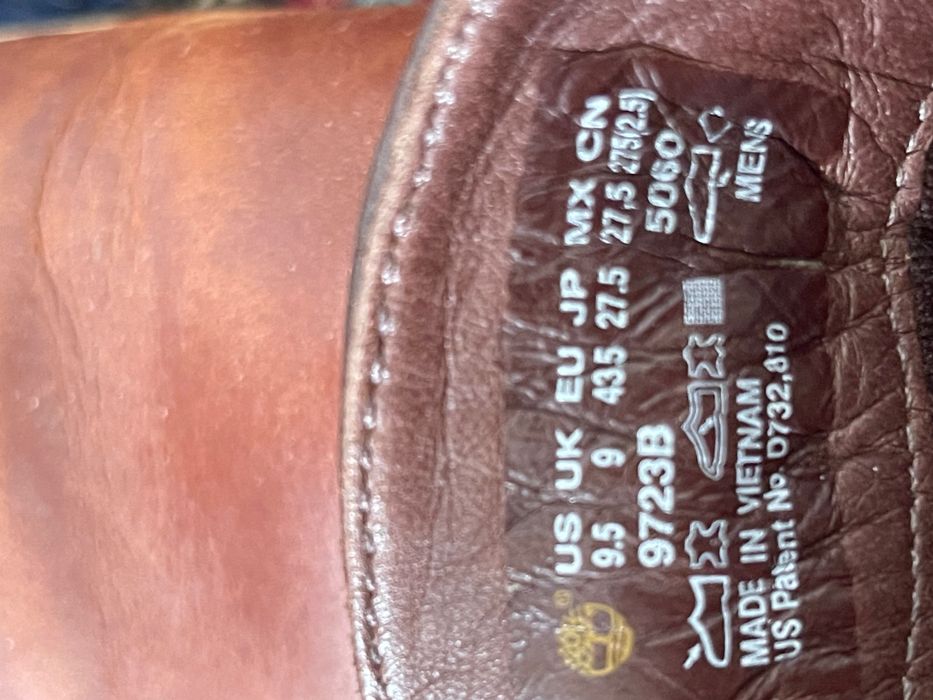 US UK EU JP MX CN
9.5 9 43.5 27.5 27.5 275(2.5)
9723B 5060
MENS
MADE IN VIETNAM
US Patent Nº D732,810